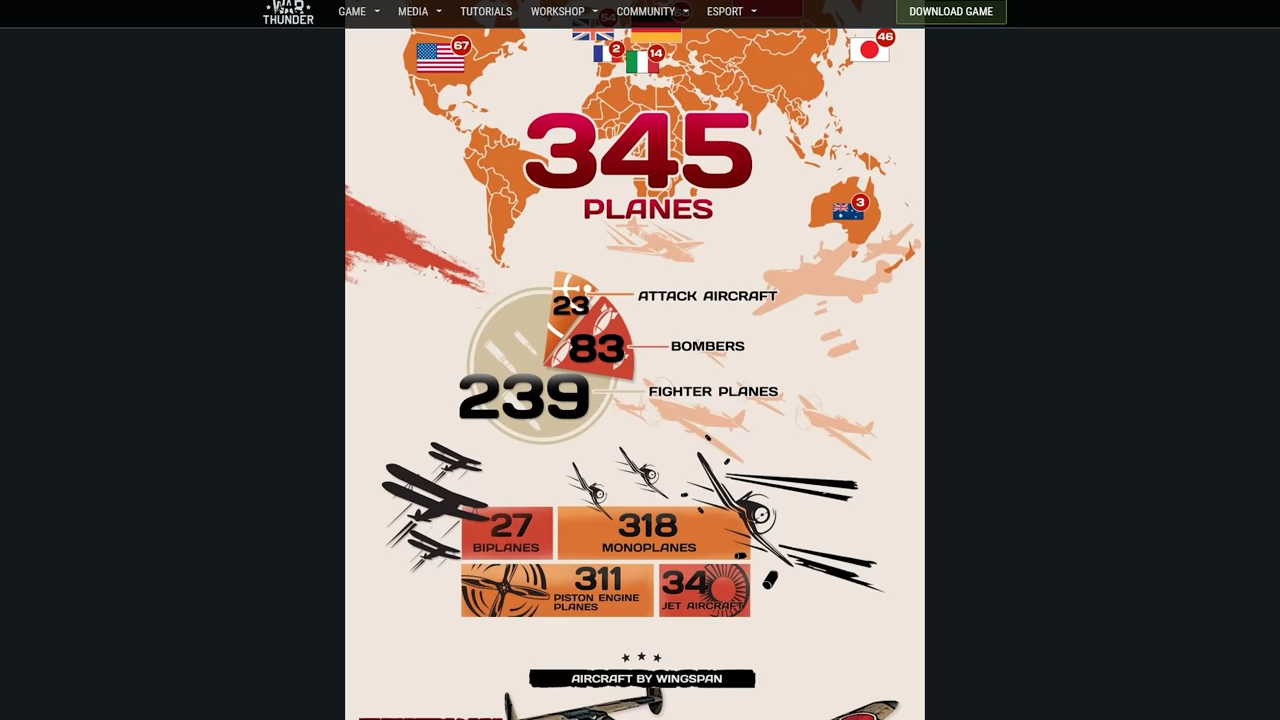 WAR
THUNDER
GAME
MEDIA
TUTORIALS
WORKSHOP
COMMUNITY
ESPORT
DOWNLOAD GAME
54
67
2
14
46
345
PLANES
3
23
ATTACK AIRCRAFT
83
BOMBERS
239
FIGHTER PLANES
27
BIPLANES
318
MONOPLANES
311
PISTON ENGINE
PLANES
34
JET AIRCRAFT
AIRCRAFT BY WINGSPAN